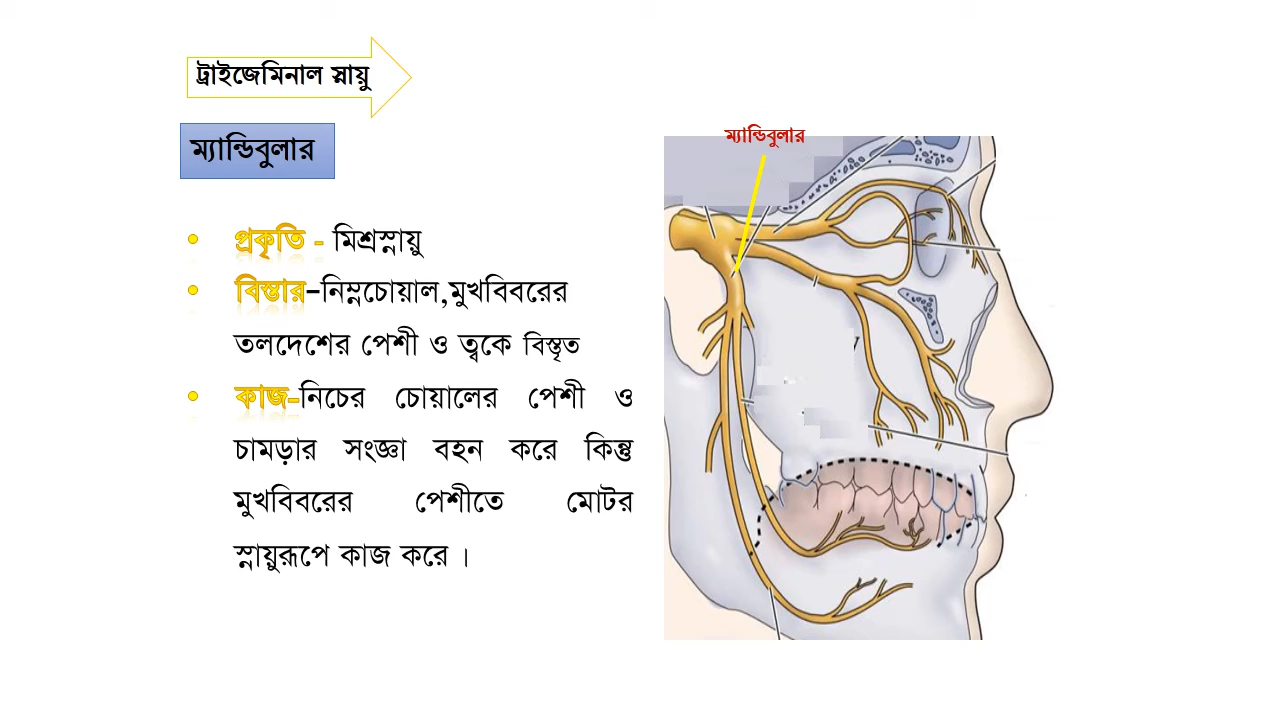 ট্রাইজেমিনাল স্নায়ু
ম্যান্ডিবুলার
ম্যান্ডিবুলার
প্রকৃতি - মিশ্রস্নায়ু
বিস্তার-নিম্নচোয়াল,মুখবিবরের
তলদেশের পেশী ও ত্বকে বিস্তৃত
কাজ-নিচের চোয়ালের পেশী ও
চামড়ার সংজ্ঞা বহন করে কিন্তু
মুখবিবরের পেশীতে মোটর
স্নায়ুরূপে কাজ করে ।